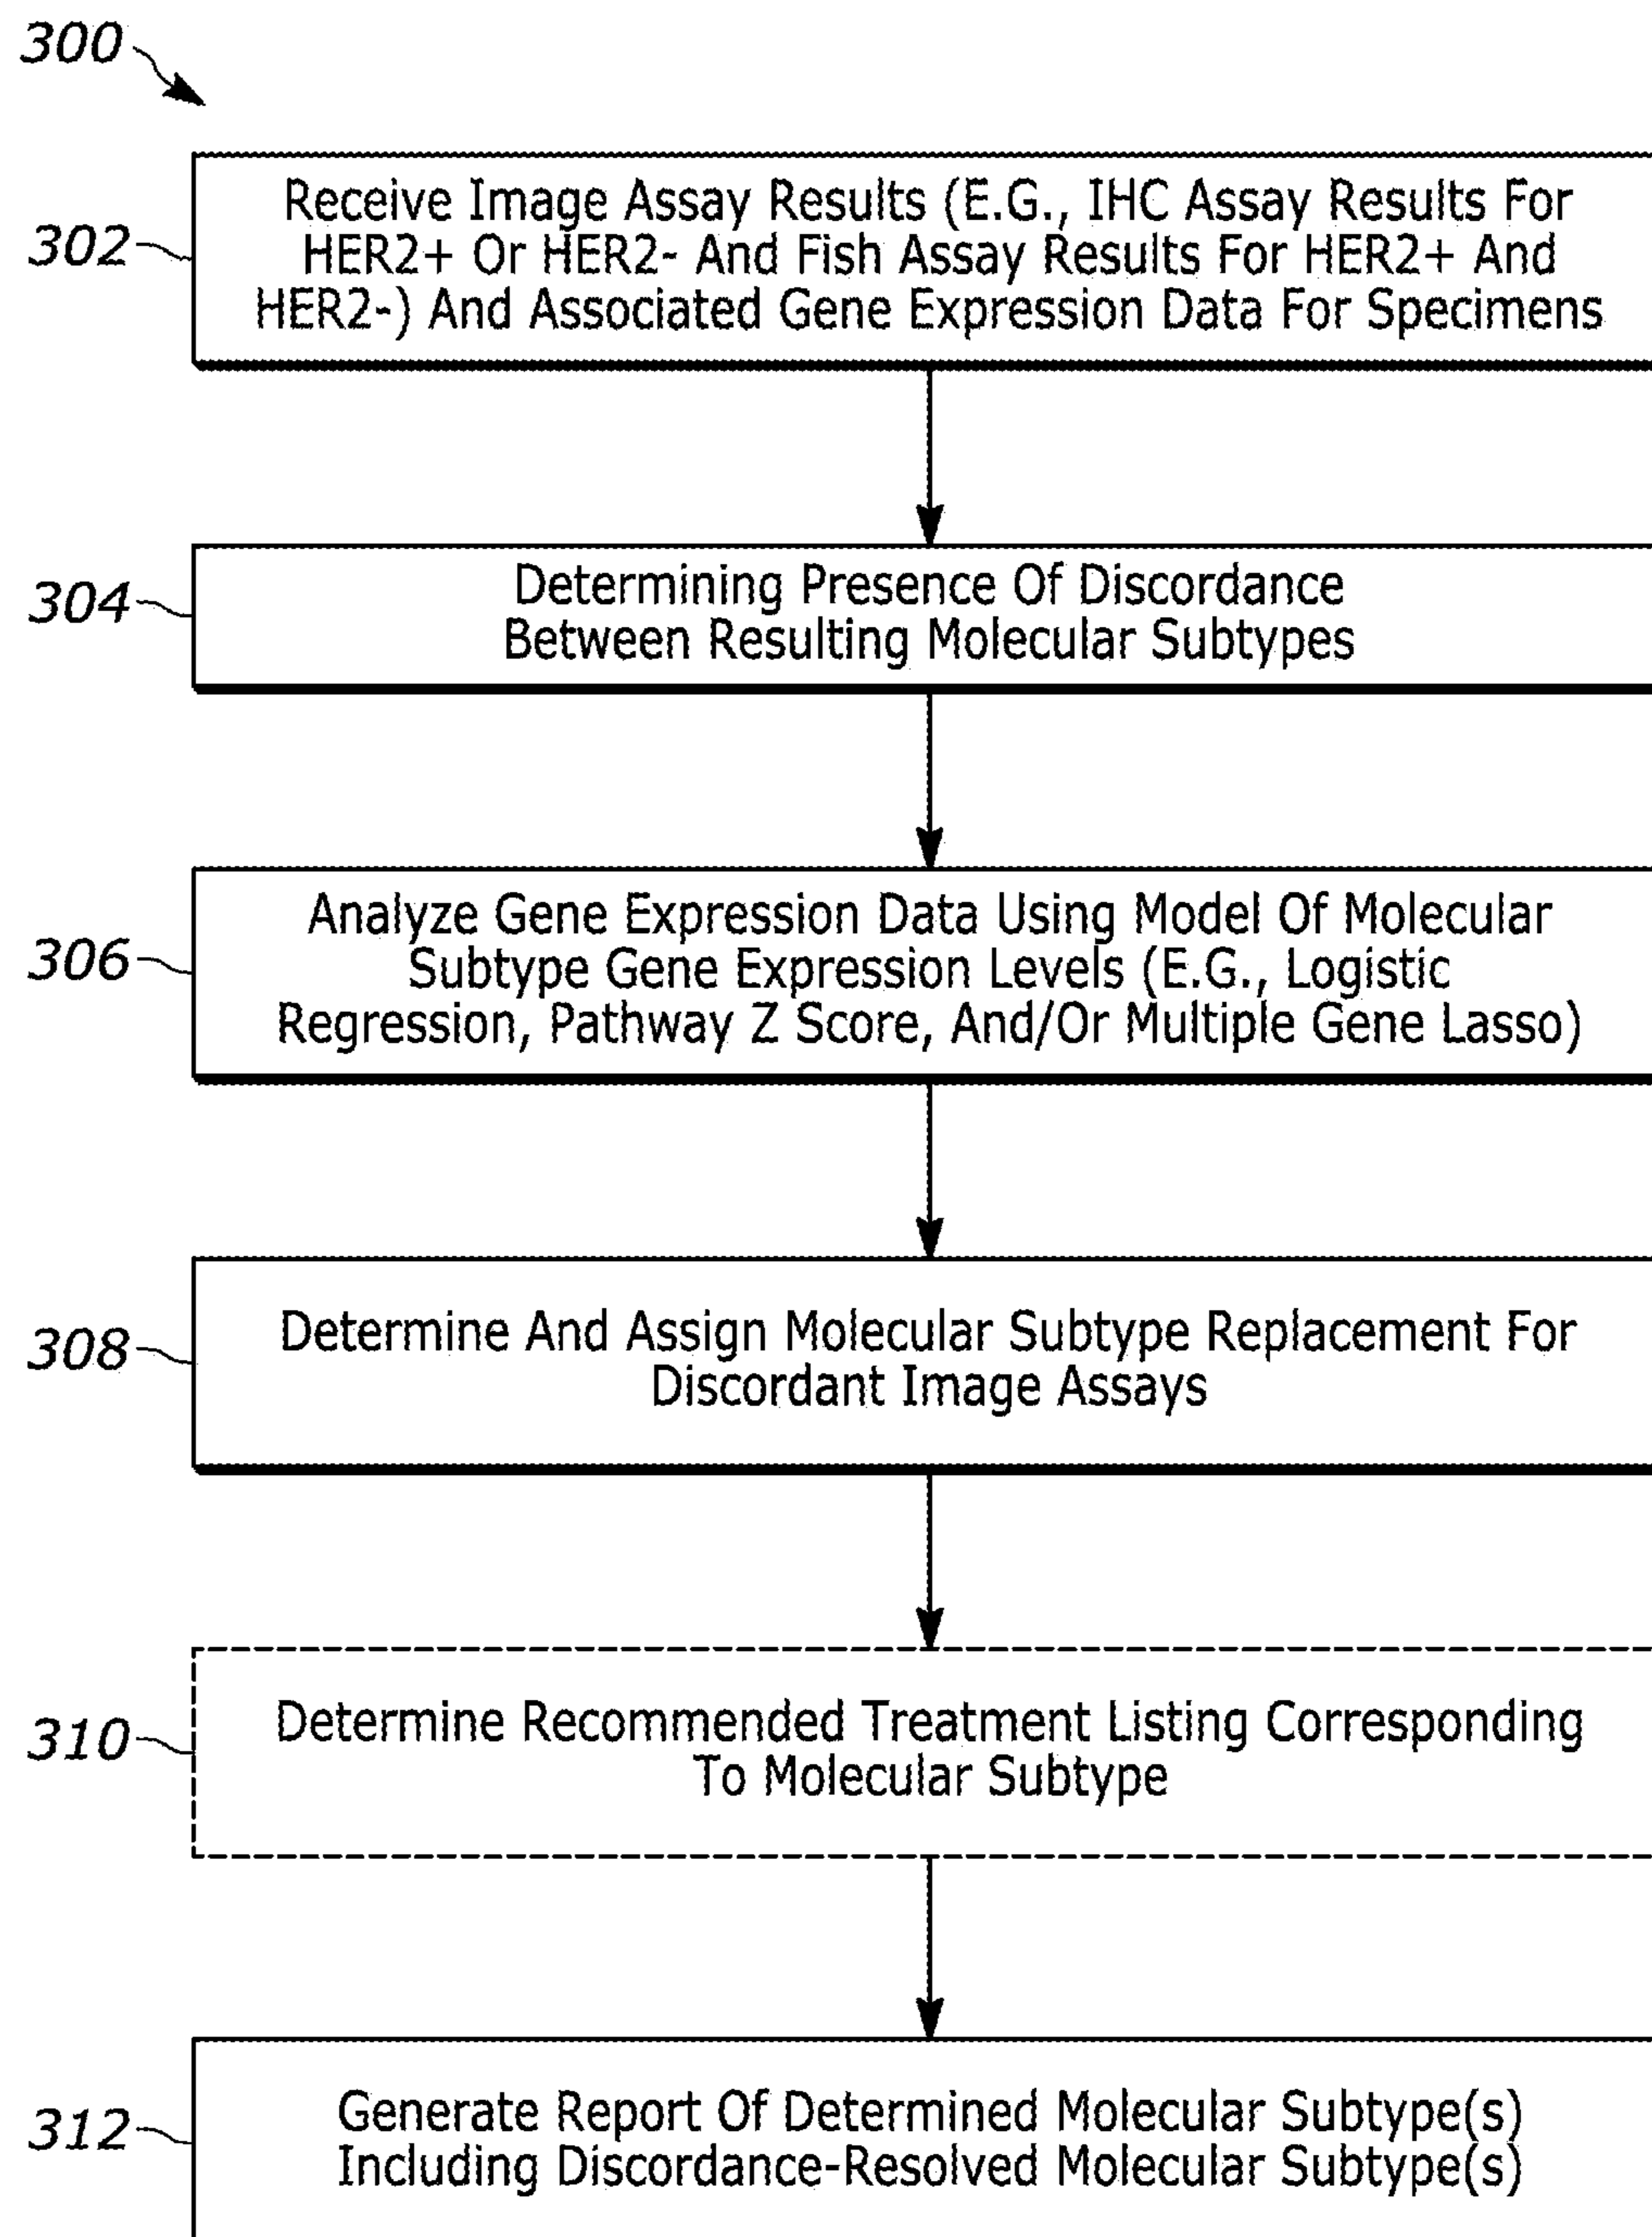 300
302
Receive Image Assay Results (E.G., IHC Assay Results For
HER2+ Or HER2- And Fish Assay Results For HER2+ And
HER2-) And Associated Gene Expression Data For Specimens
304
Determining Presence Of Discordance
Between Resulting Molecular Subtypes
306
Analyze Gene Expression Data Using Model Of Molecular
Subtype Gene Expression Levels (E.G., Logistic
Regression, Pathway Z Score, And/Or Multiple Gene Lasso)
308
Determine And Assign Molecular Subtype Replacement For
Discordant Image Assays
310
Determine Recommended Treatment Listing Corresponding
To Molecular Subtype
312
Generate Report Of Determined Molecular Subtype(s)
Including Discordance-Resolved Molecular Subtype(s)